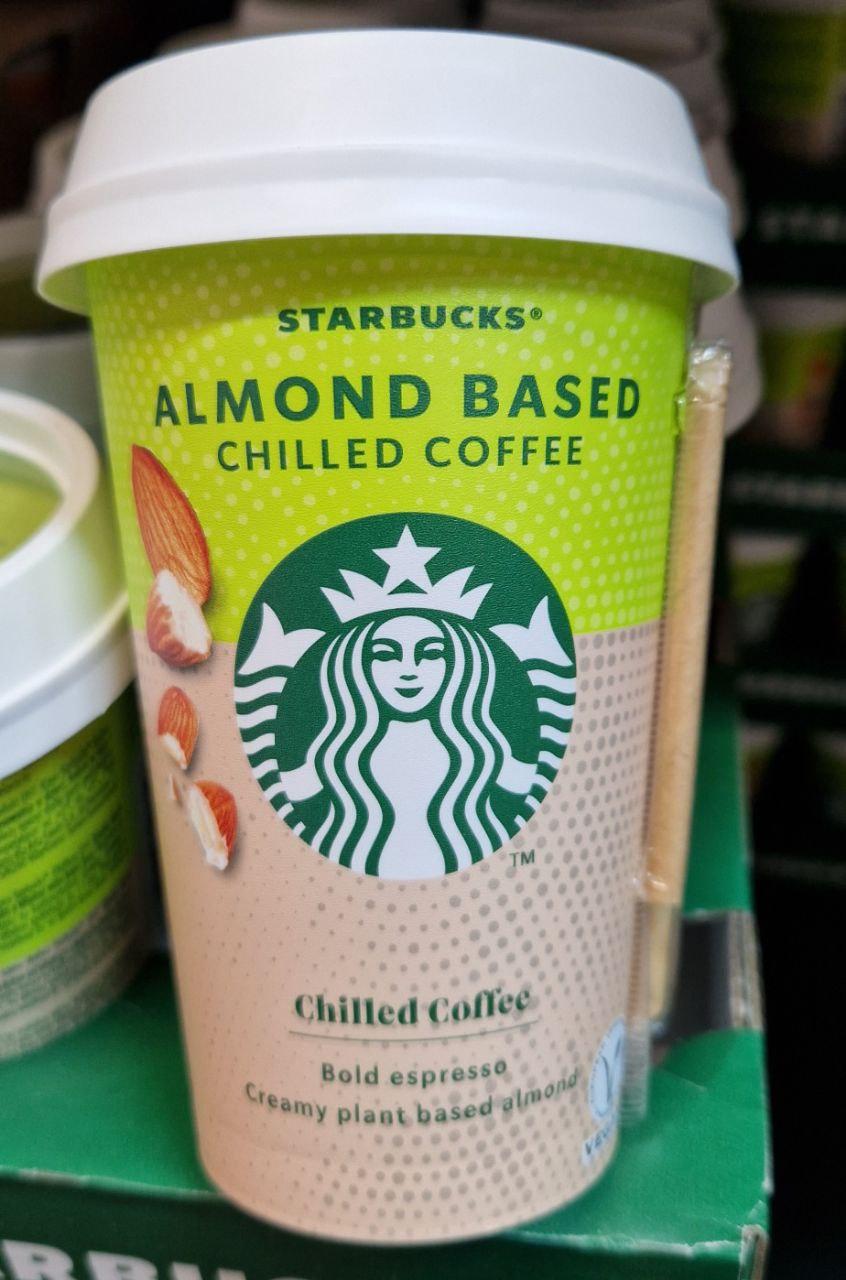 STARBUCKS®
ALMOND BASED
CHILLED COFFEE
TM
Chilled Coffee
Bold espresso
Creamy plant based almond